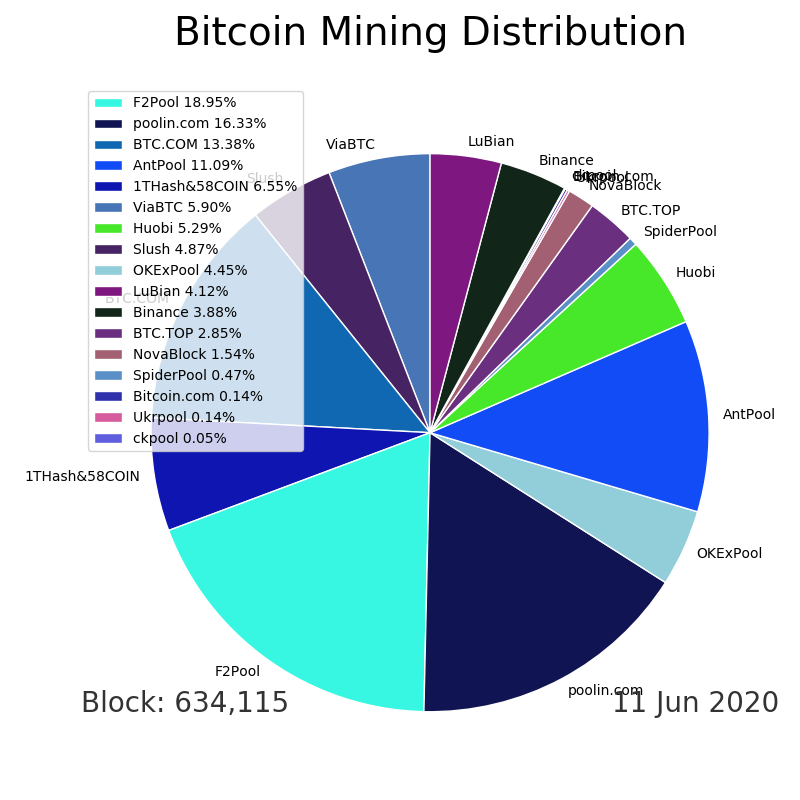 Bitcoin Mining Distribution
F2Pool 18.95%
poolin.com 16.33%
BTC.COM 13.38%
AntPool 11.09%
1THash&58COIN 6.55%
ViaBTC 5.90%
Huobi 5.29%
Slush 4.87%
OKExPool 4.45%
LuBian 4.12%
Binance 3.88%
BTC.TOP 2.85%
NovaBlock 1.54%
SpiderPool 0.47%
Bitcoin.com 0.14%
Ukrpool 0.14%
ckpool 0.05%
ViaBTC
LuBian
Binance
NovaBlock
BTC.TOP
SpiderPool
Huobi
AntPool
OKExPool
poolin.com
F2Pool
1THash&58COIN
BTC.COM
Slush
Block: 634,115
11 Jun 2020